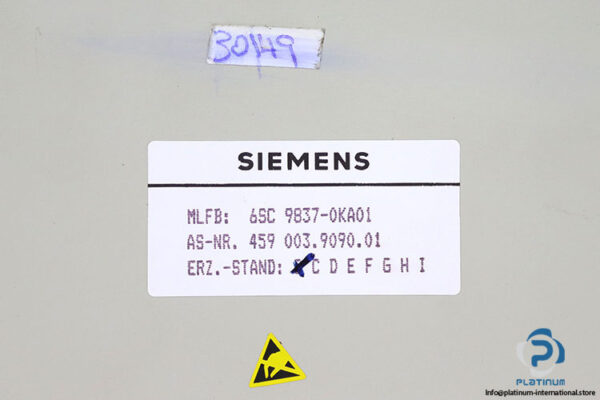 30149
SIEMENS
MLFB: 6SC 9837-0KA01
AS-NR. 459 003.9090.01
ERZ.-STAND: C D E F G H I
PLATINUM
info@platinum-international.store